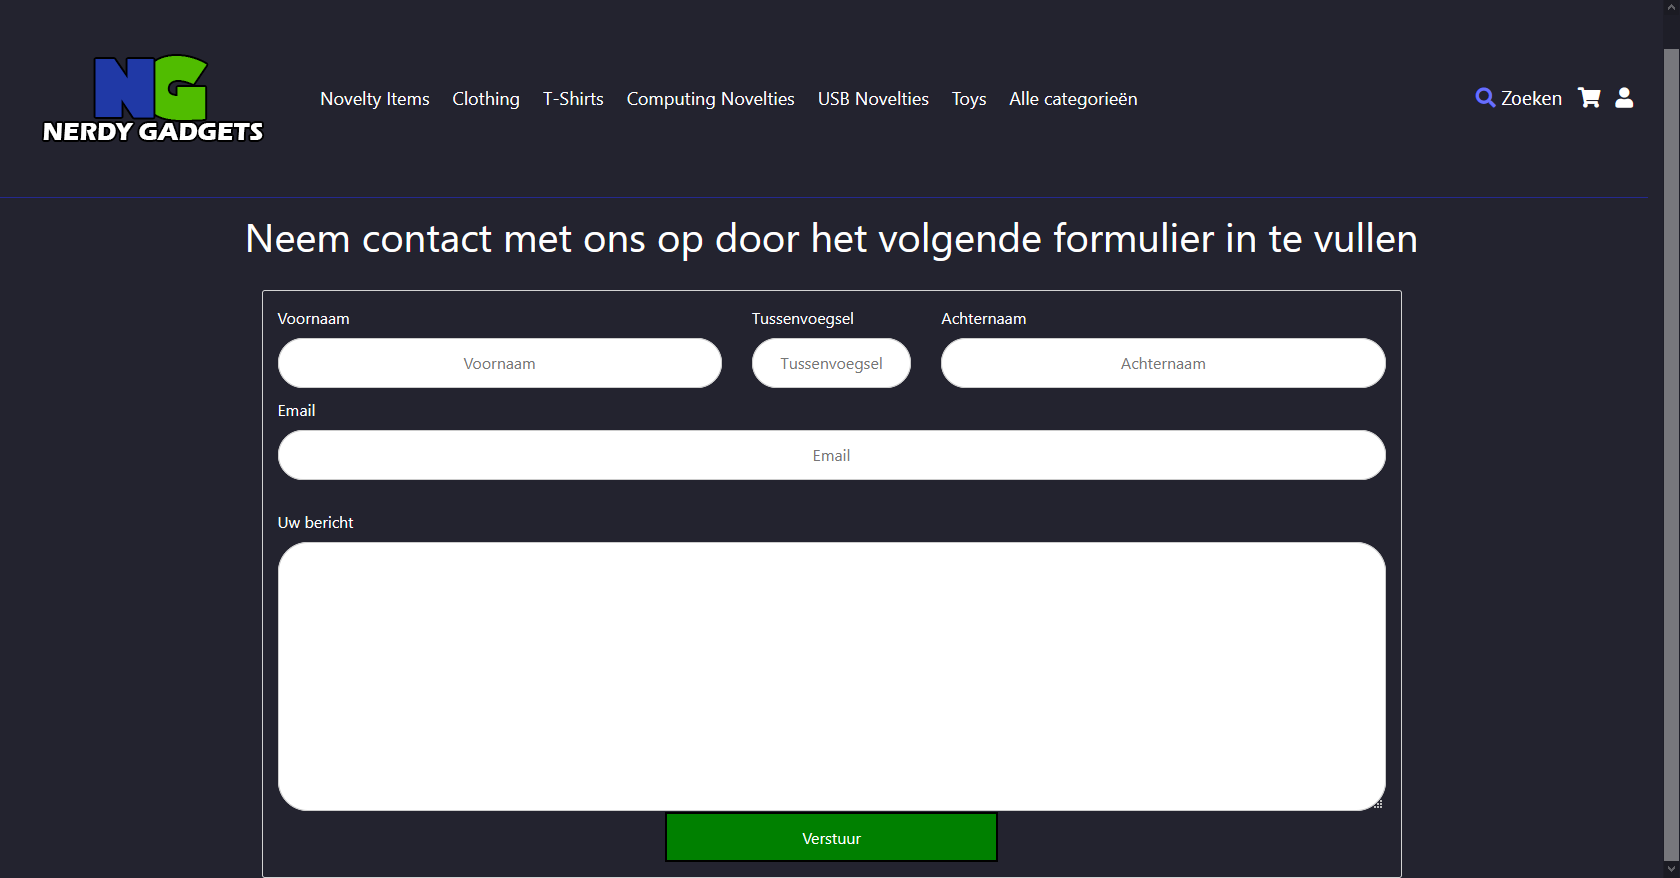 NG
NERDY GADGETS
Novelty Items Clothing T-Shirts Computing Novelties USB Novelties Toys Alle categorieën Zoeken
Neem contact met ons op door het volgende formulier in te vullen
Voornaam Tussenvoegsel Achternaam
Voornaam Tussenvoegsel Achternaam
Email
Email
Uw bericht
Verstuur